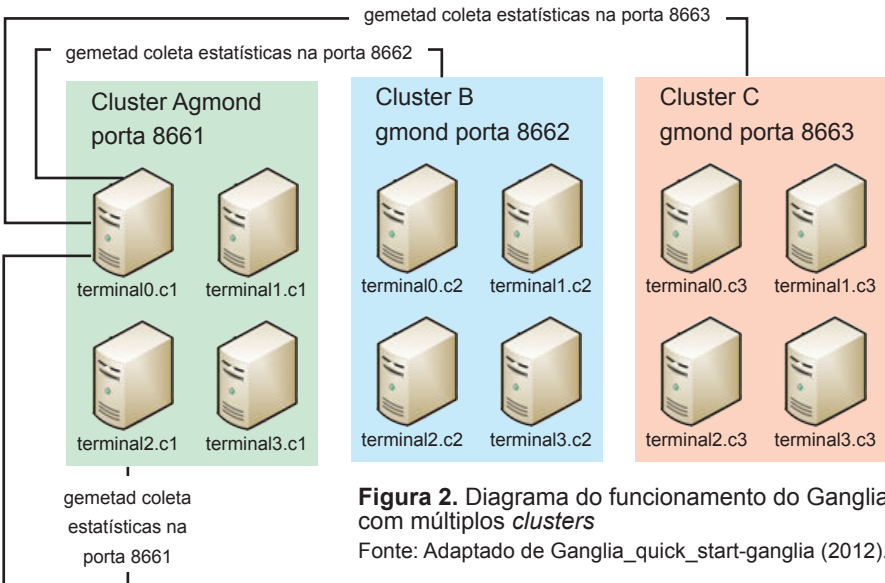 gemetad coleta estatísticas na porta 8663
gemetad coleta estatísticas na porta 8662
Cluster Agmond
porta 8661
terminal0.c1
terminal1.c1
terminal2.c1
terminal3.c1
Cluster B
gmond porta 8662
terminal0.c2
terminal1.c2
terminal2.c2
terminal3.c2
Cluster C
gmond porta 8663
terminal0.c3
terminal1.c3
terminal2.c3
terminal3.c3
gemetad coleta
estatísticas na
porta 8661
Figura 2. Diagrama do funcionamento do Ganglia
com múltiplos clusters
Fonte: Adaptado de Ganglia_quick_start-ganglia (2012).